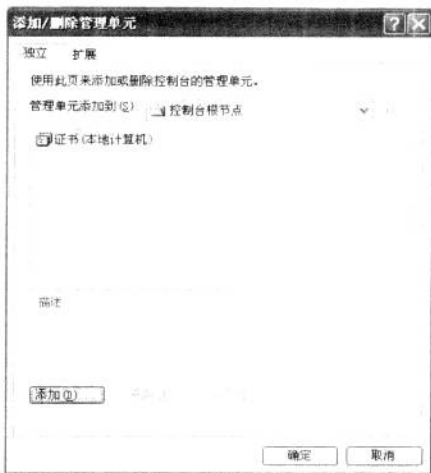 添加/删除管理单元
独立 扩展
使用此页来添加或删除控制台的管理单元。
管理单元添加到(S) 控制台根节点
证书(本地计算机)
描述
添加(D)
确定 取消